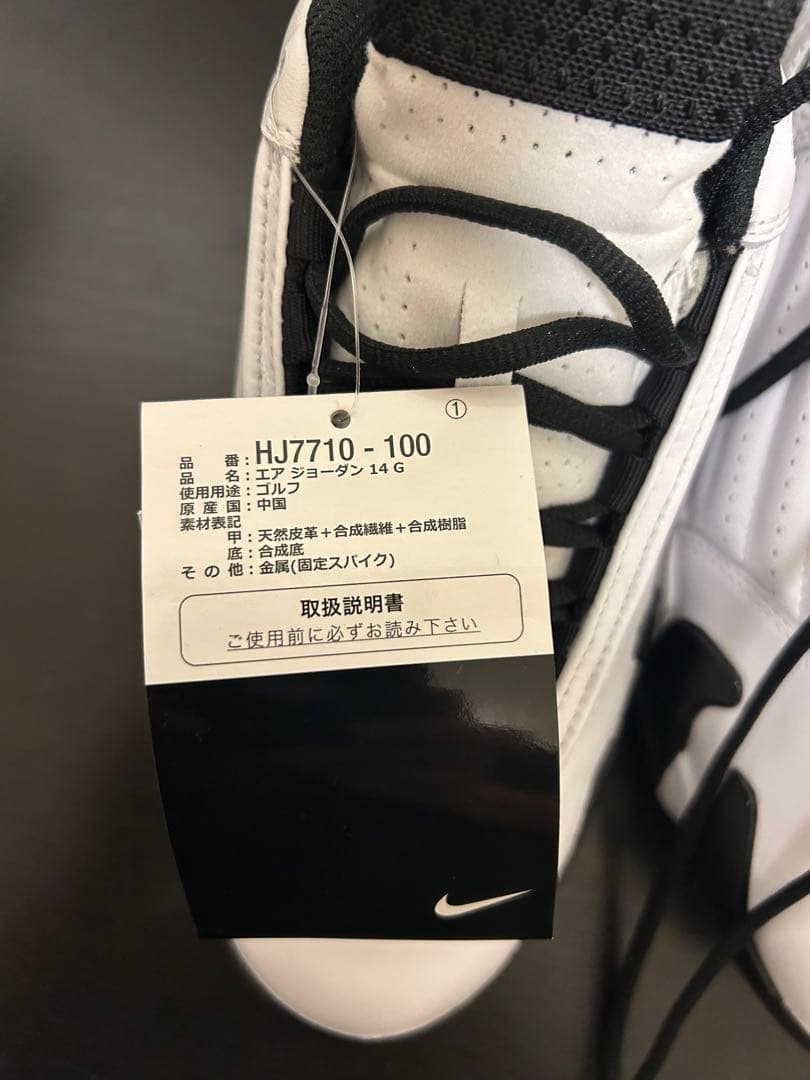 ①
品 番：HJ7710 - 100
品 名：エア ジョーダン 14 G
使用用途：ゴルフ
原 産 国：中国
素材表記
甲：天然皮革＋合成繊維＋合成樹脂
底：合成底
そ の 他：金属(固定スパイク)
取扱説明書
ご使用前に必ずお読み下さい